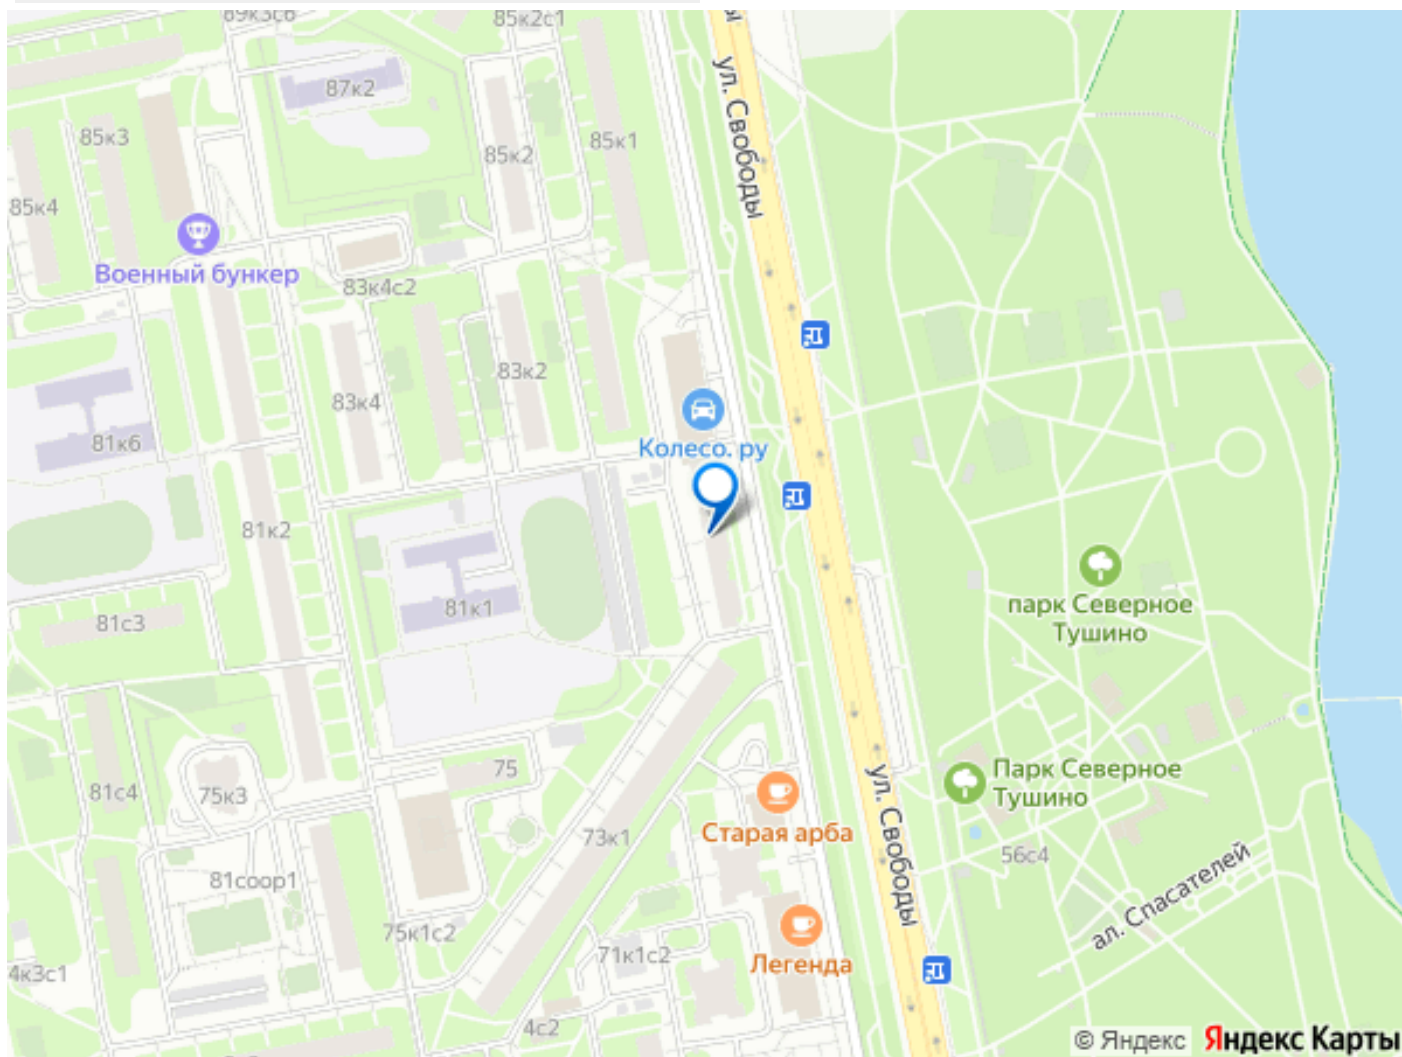 89к3с6
85к2с1
ы
ул. Свободы
87к2
85к3
85к2
85к1
85к4
Военный бункер
83к4с2
83к2
83к4
Колесо. ру
81к6
81к2
81к1
81с3
парк Северное
Тушино
75
Парк Северное
Тушино
81с4
75к3
Старая арба
73к1
ул. Свободы
56с4
81соор1
ал. Спасателей
75к1с2
71к1с2
Легенда
4к3с1
4с2
© Яндекс Яндекс Карты